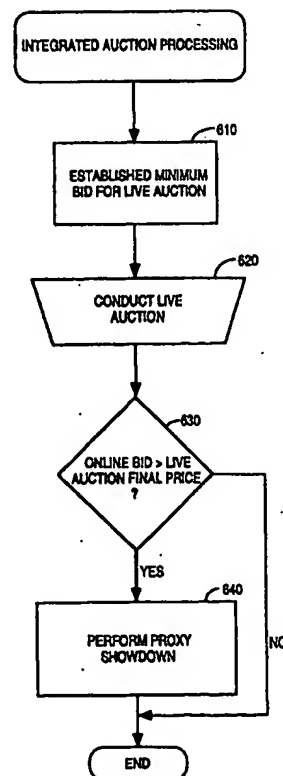 INTEGRATED AUCTION PROCESSING
610
ESTABLISHED MINIMUM
BID FOR LIVE AUCTION
620
CONDUCT LIVE
AUCTION
630
ONLINE BID > LIVE
AUCTION FINAL PRICE
?
YES
NO
640
PERFORM PROXY
SHOWDOWN
END